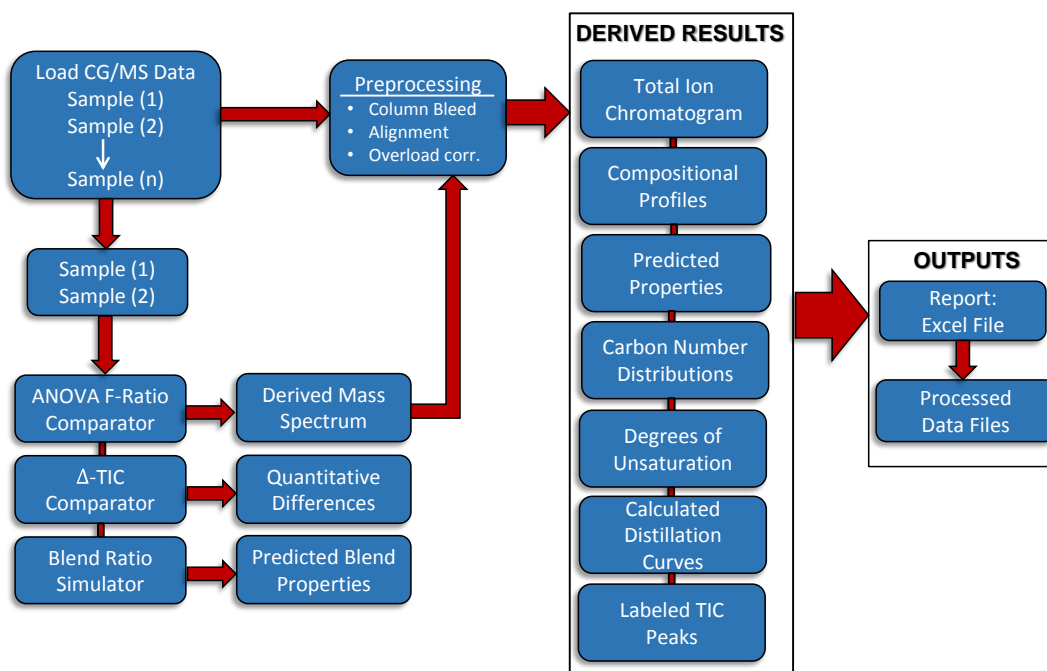 Load CG/MS Data
Sample (1)
Sample (2)
Sample (n)
Preprocessing
• Column Bleed
• Alignment
• Overload corr.
Sample (1)
Sample (2)
ANOVA F-Ratio
Comparator
Derived Mass
Spectrum
Δ-TIC
Comparator
Quantitative
Differences
Blend Ratio
Simulator
Predicted Blend
Properties
DERIVED RESULTS
Total Ion
Chromatogram
Compositional
Profiles
Predicted
Properties
Carbon Number
Distributions
Degrees of
Unsaturation
Calculated
Distillation
Curves
Labeled TIC
Peaks
OUTPUTS
Report:
Excel File
Processed
Data Files